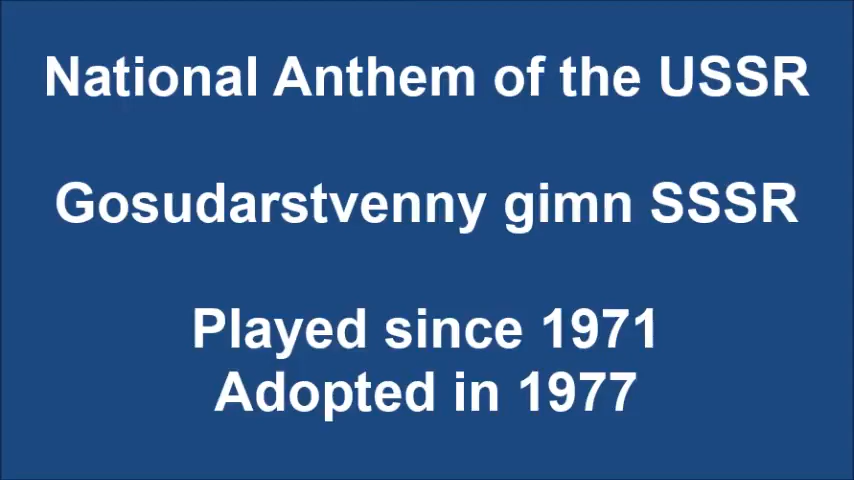 National Anthem of the USSR
Gosudarstvenny gimn SSSR
Played since 1971
Adopted in 1977